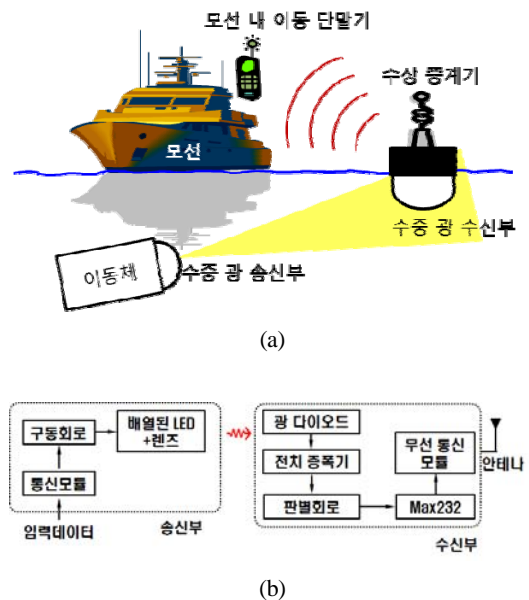 모선 내 이동 단말기
수상 중계기
모선
수중 광 수신부
이동체
수중 광 송신부
(a)
배열된 LED
+렌즈
구동회로
통신모듈
입력데이터
송신부
광 다이오드
전치 증폭기
판별회로
Max232
무선 통신
모듈
안테나
수신부
(b)